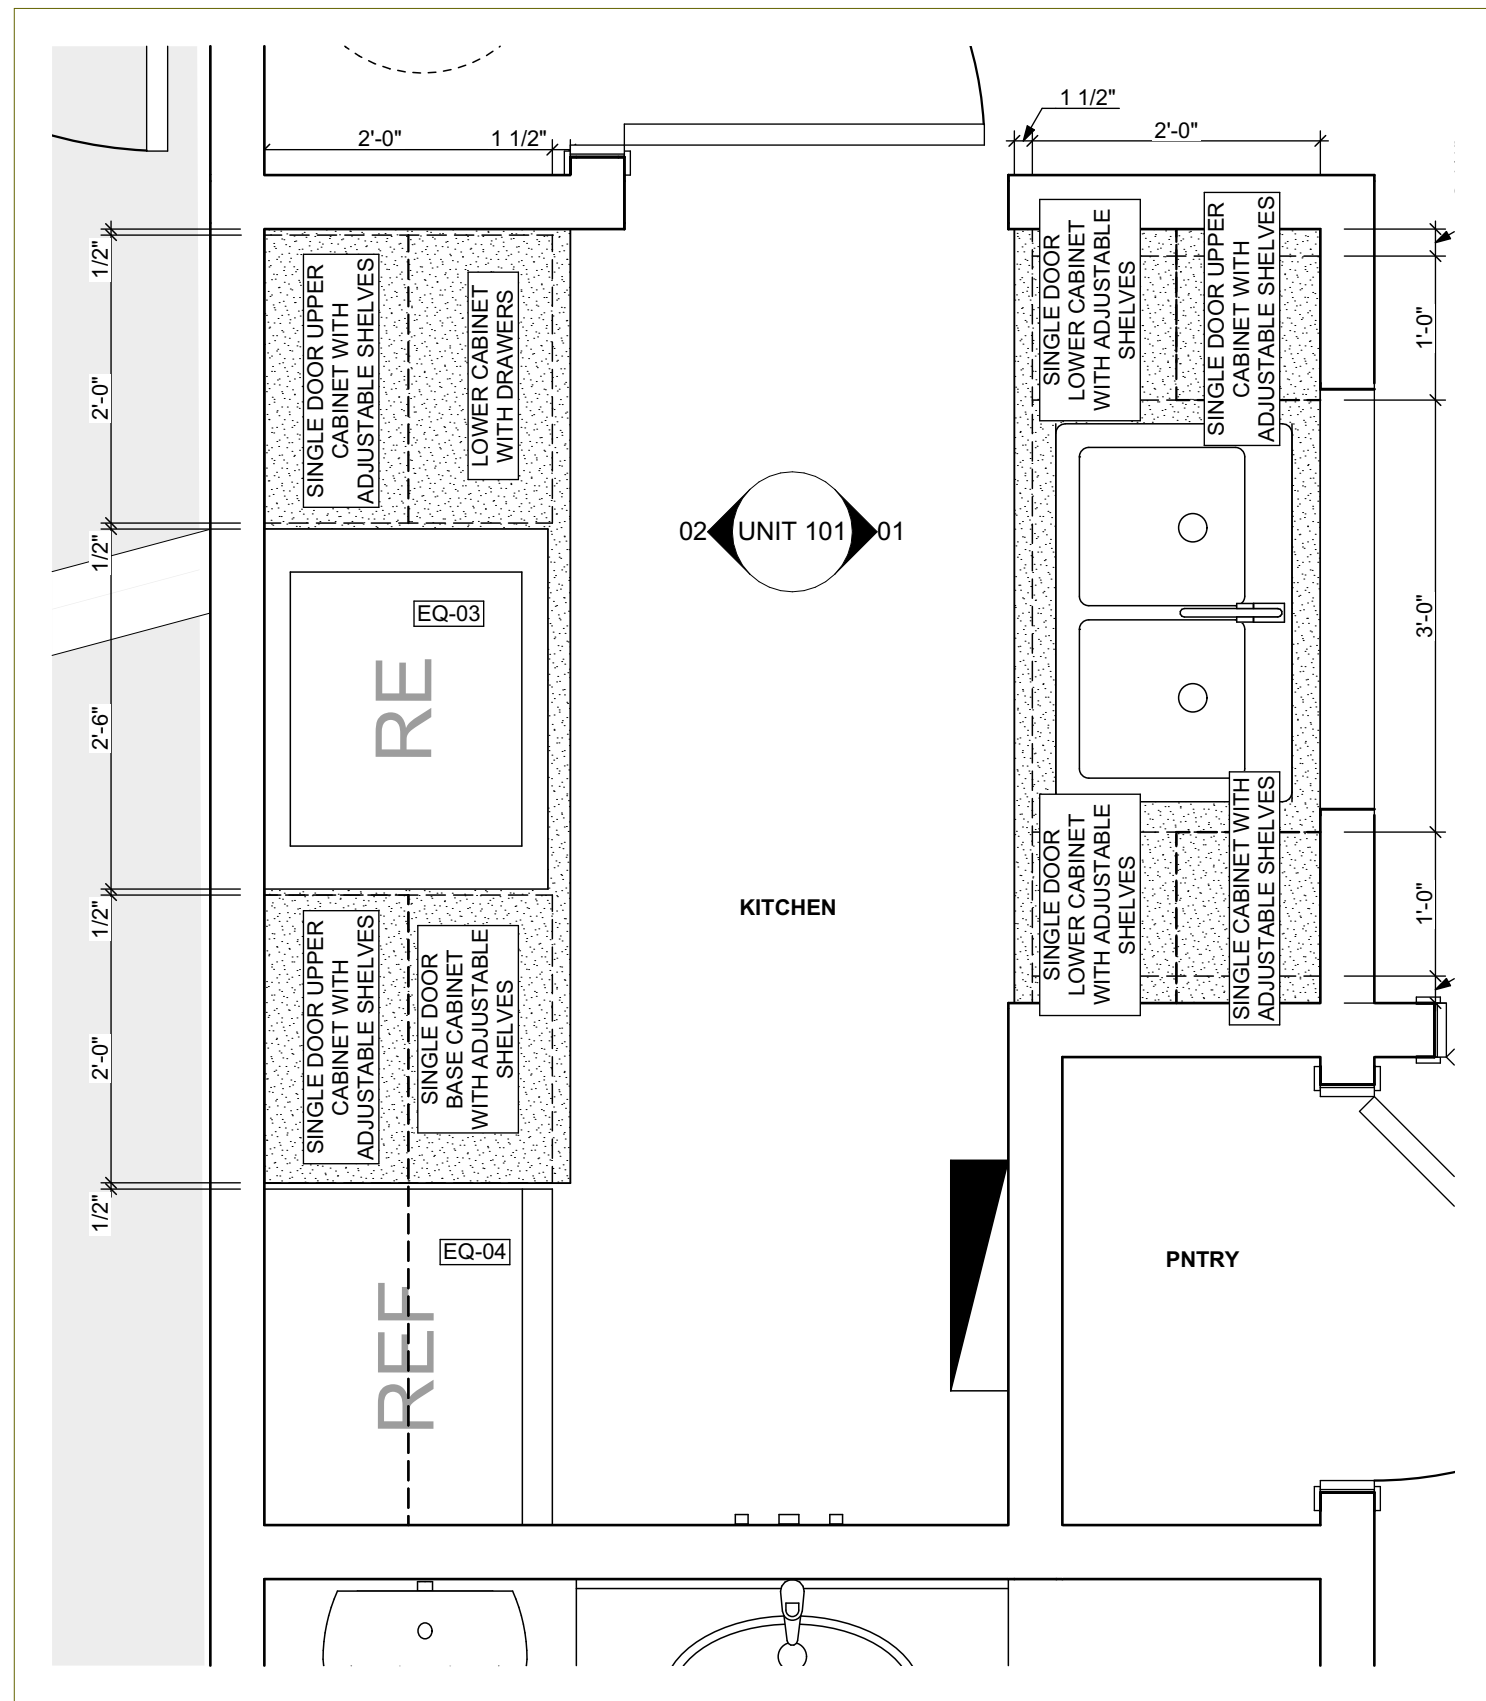 1 1/2"
2'-0"
1 1/2"
2'-0"
1/2"
2'-0"
1/2"
2'-6"
1/2"
2'-0"
1/2"
SINGLE DOOR UPPER
CABINET WITH
ADJUSTABLE SHELVES
LOWER CABINET
WITH DRAWERS
SINGLE DOOR
LOWER CABINET
WITH ADJUSTABLE
SHELVES
SINGLE DOOR UPPER
CABINET WITH
ADJUSTABLE SHELVES
1'-0"
3'-0"
1'-0"
02
UNIT 101
01
EQ-03
RE
KITCHEN
SINGLE DOOR UPPER
CABINET WITH
ADJUSTABLE SHELVES
SINGLE DOOR
BASE CABINET
WITH ADJUSTABLE
SHELVES
SINGLE DOOR
LOWER CABINET
WITH ADJUSTABLE
SHELVES
SINGLE CABINET WITH
ADJUSTABLE SHELVES
EQ-04
REF
PNTRY